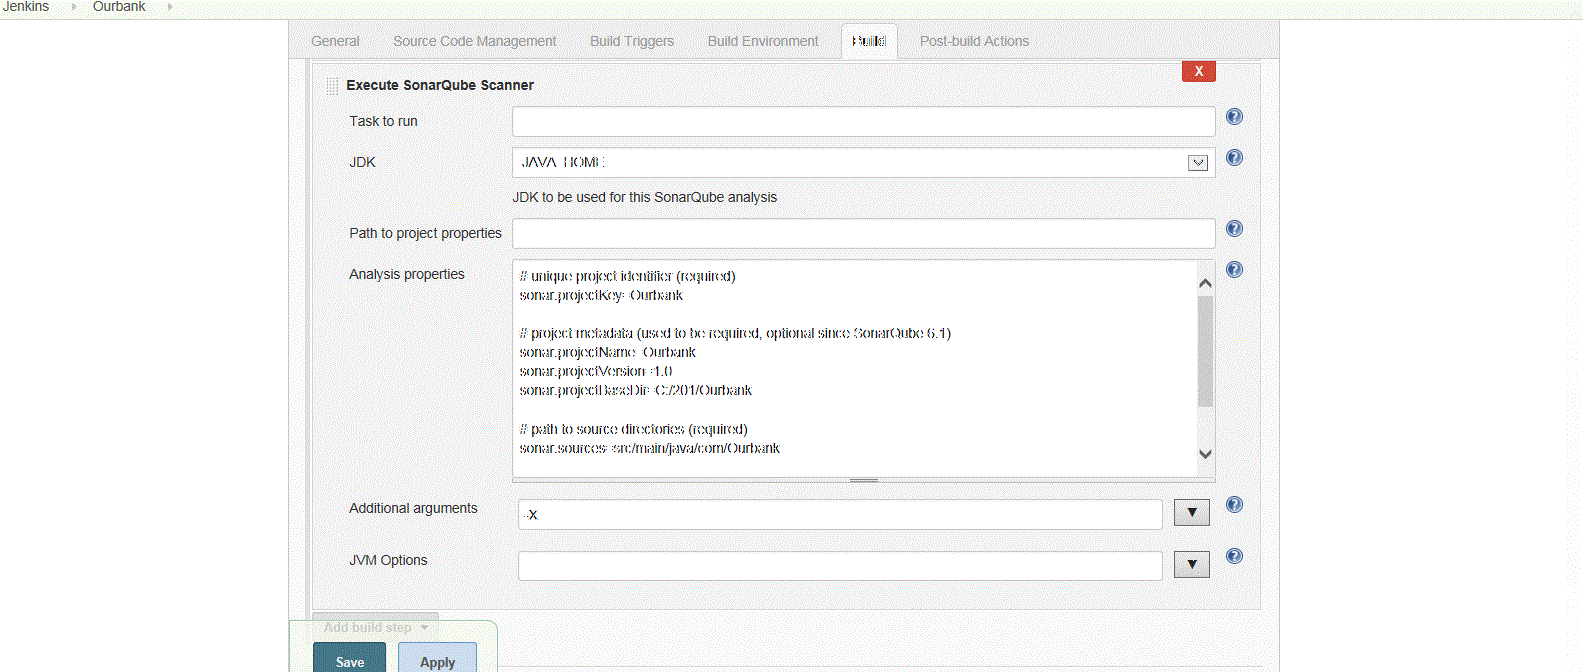 Jenkins Ourbank
General Source Code Management Build Triggers Build Environment Build Post-build Actions
X
Execute SonarQube Scanner
Task to run
JDK JAVA_HOME
JDK to be used for this SonarQube analysis
Path to project properties
Analysis properties
# unique project identifier (required)
sonar.projectKey=Ourbank
# project metadata (used to be required, optional since SonarQube 6.1)
sonar.projectName=Ourbank
sonar.projectVersion=1.0
sonar.projectBaseDir=C:/201/Ourbank
# path to source directories (required)
sonar.sources=src/main/java/com/Ourbank
Additional arguments -X
JVM Options
Add build step
Save Apply